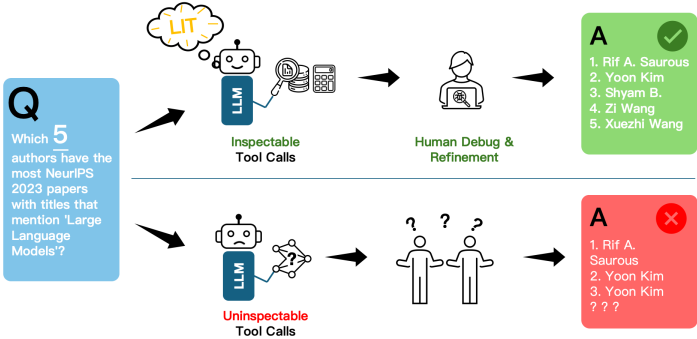 LIT
LLM
Inspectable
Tool Calls
Human Debug &
Refinement
A
1. Rif A. Saurous
2. Yoon Kim
3. Shyam B.
4. Zi Wang
5. Xuezhi Wang
Q
Which 5
authors have the
most NeurIPS
2023 papers
with titles that
mention 'Large
Language
Models'?
LLM
?
Uninspectable
Tool Calls
? ? ?
A
1. Rif A.
Saurous
2. Yoon Kim
3. Yoon Kim
? ? ?